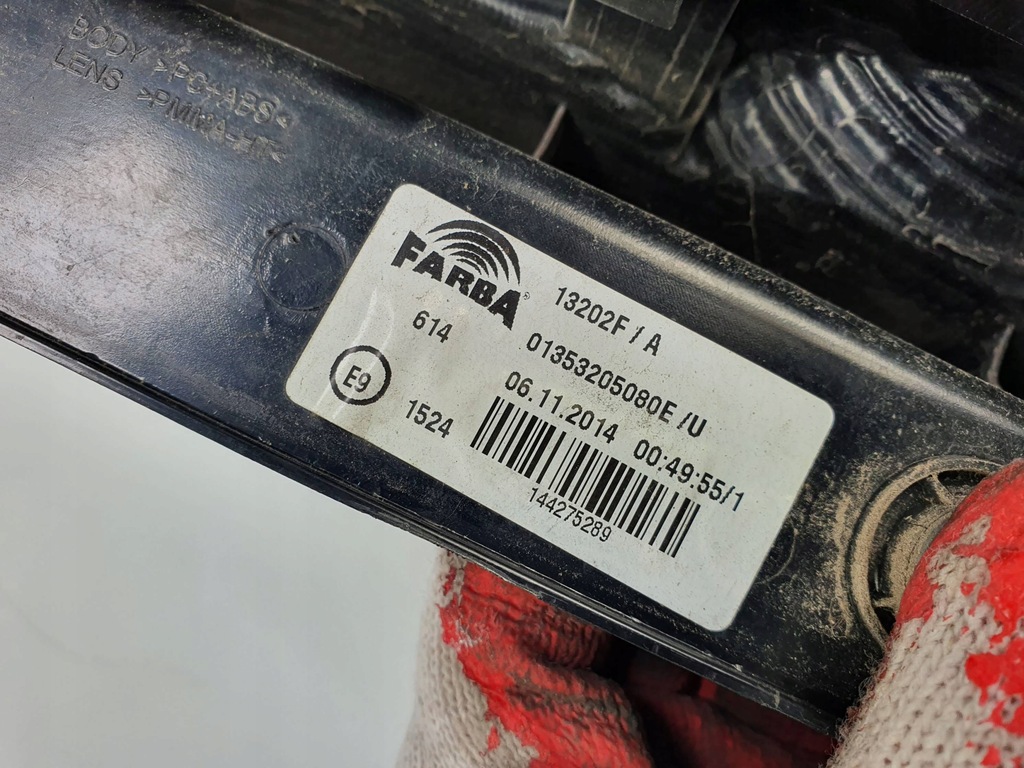 BODY >PC+ABS<
LENS >PMMA-HI<
FARBA®
13202F / A
614
01353205080E /U
E9
06.11.2014 00:49:55/1
1524
144275289